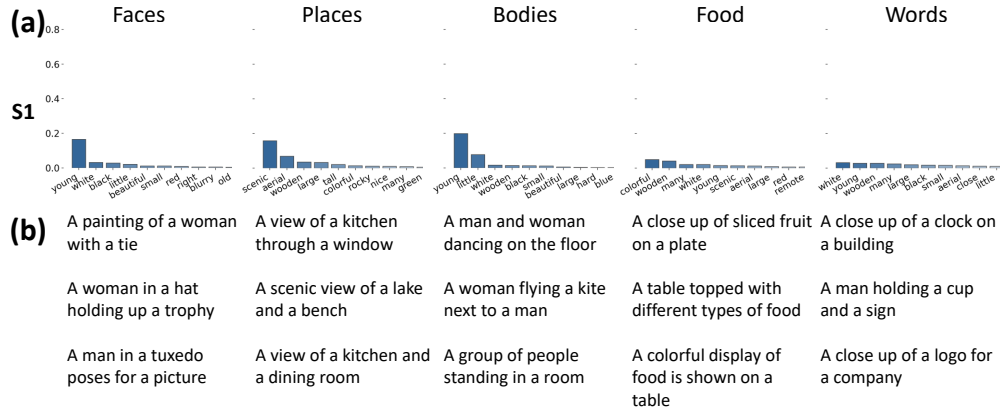 (a)
Faces Places Bodies Food Words
S1
0.8
0.6
0.4
0.2
0.0
young white black little beautiful small red right blurry old
scenic aerial wooden large tall colorful rocky nice many green
young little white wooden black small beautiful large hard blue
colorful wooden many white young scenic aerial large red remote
white young wooden many large black small aerial close little
(b)
A painting of a woman
with a tie
A woman in a hat
holding up a trophy
A man in a tuxedo
poses for a picture
A view of a kitchen
through a window
A scenic view of a lake
and a bench
A view of a kitchen and
a dining room
A man and woman
dancing on the floor
A woman flying a kite
next to a man
A group of people
standing in a room
A close up of sliced fruit
on a plate
A table topped with
different types of food
A colorful display of
food is shown on a
table
A close up of a clock on
a building
A man holding a cup
and a sign
A close up of a logo for
a company